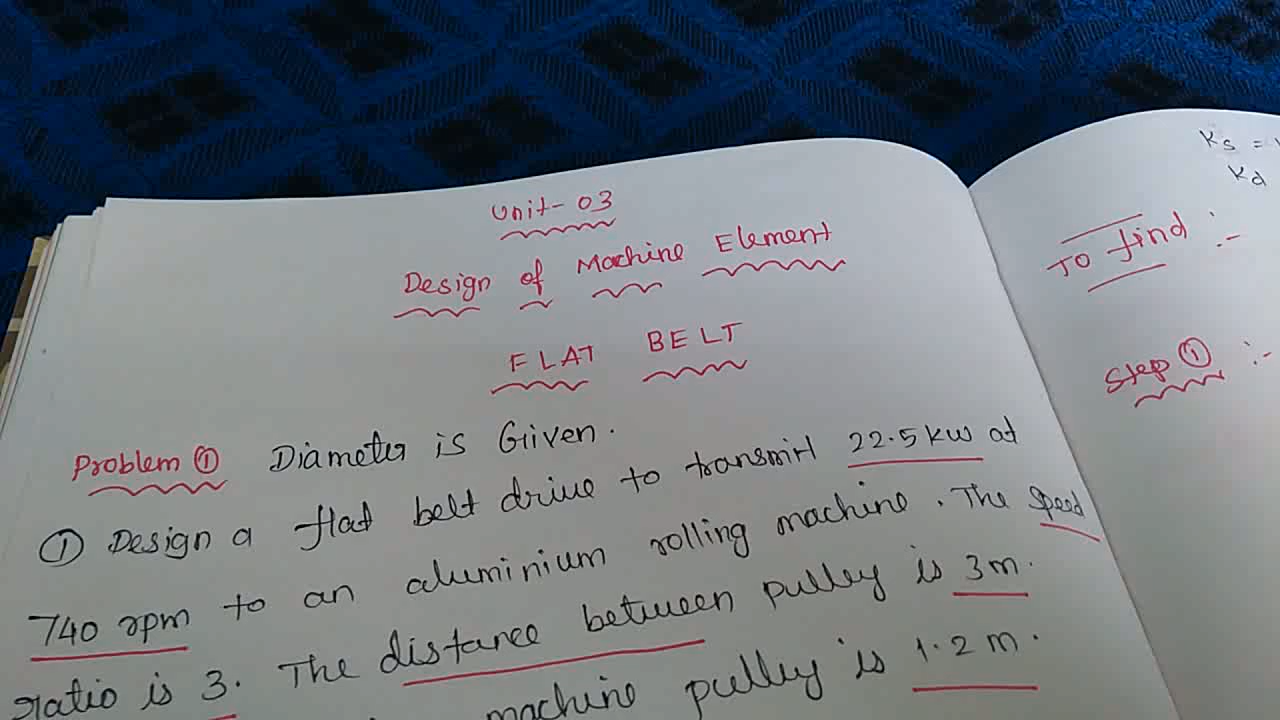 Unit-03
Design of Machine Element
FLAT BELT
Problem ① Diameter is Given.
① Design a flat belt drive to transmit 22.5 kw at
740 rpm to an aluminium rolling machine. The speed
ratio is 3. The distance between pulley is 3m.
machine pulley is 1.2 m.
Ks =
Kd
To find :-
Step ① :-